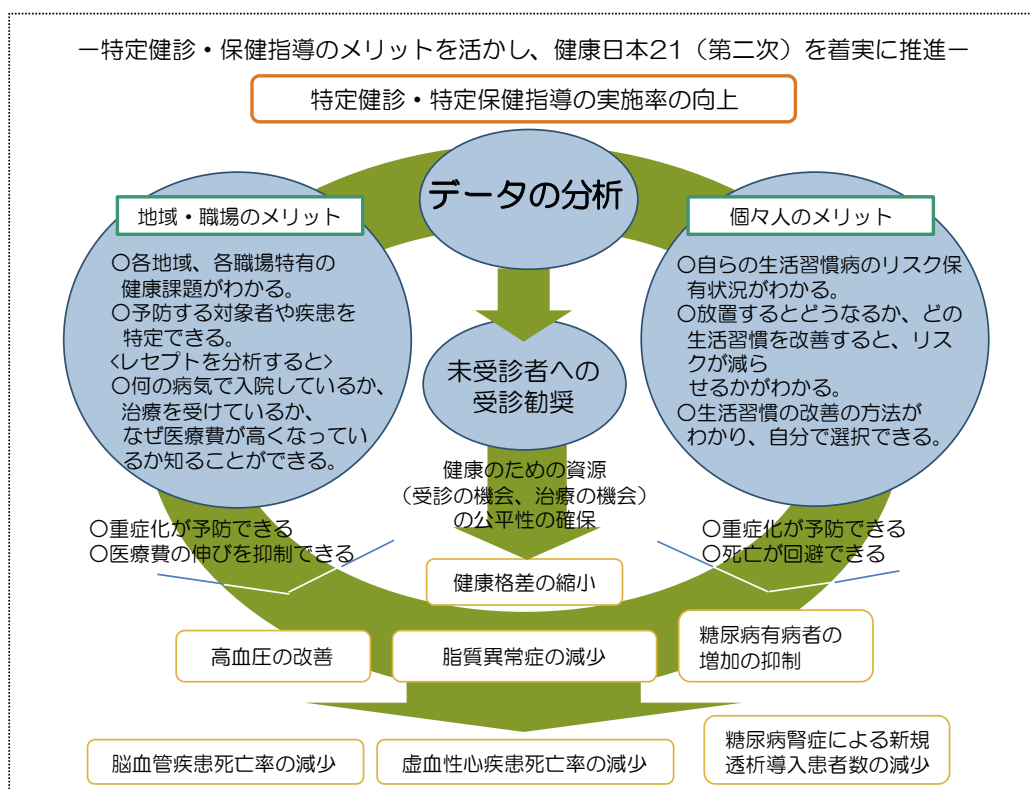 －特定健診・保健指導のメリットを活かし、健康日本21（第二次）を着実に推進－
特定健診・特定保健指導の実施率の向上
データの分析
地域・職場のメリット
○各地域、各職場特有の
健康課題がわかる。
○予防する対象者や疾患を
特定できる。
<レセプトを分析すると>
○何の病気で入院しているか、
治療を受けているか、
なぜ医療費が高くなってい
るか知ることができる。
個々人のメリット
○自らの生活習慣病のリスク保
有状況がわかる。
○放置するとどうなるか、どの
生活習慣を改善すると、リス
クが減ら
せるかがわかる。
○生活習慣の改善の方法が
わかり、自分で選択できる。
未受診者への
受診勧奨
健康のための資源
（受診の機会、治療の機会）
の公平性の確保
○重症化が予防できる
○医療費の伸びを抑制できる
○重症化が予防できる
○死亡が回避できる
健康格差の縮小
高血圧の改善
脂質異常症の減少
糖尿病有病者の
増加の抑制
脳血管疾患死亡率の減少
虚血性心疾患死亡率の減少
糖尿病腎症による新規
透析導入患者数の減少